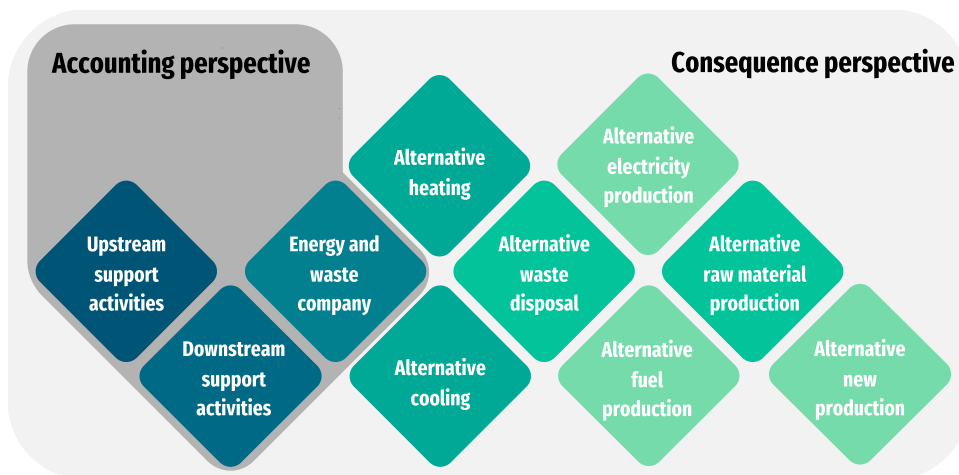 Accounting perspective
Consequence perspective
Alternative
heating
Alternative
electricity
production
Upstream
support
activities
Energy and
waste
company
Alternative
waste
disposal
Alternative
raw material
production
Downstream
support
activities
Alternative
cooling
Alternative
fuel
production
Alternative
new
production